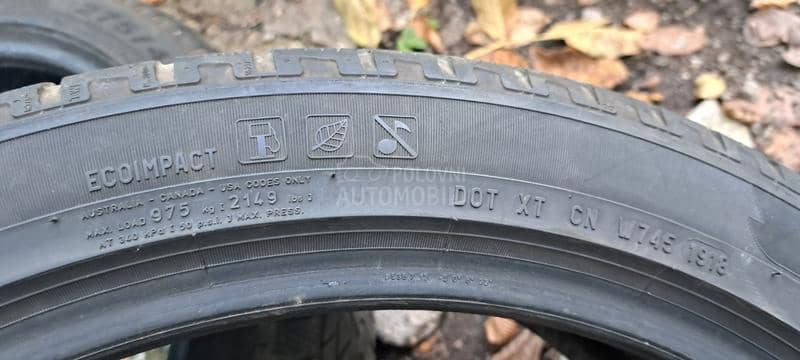 ECOIMPACT
AUSTRALIA - CANADA - USA CODES ONLY
MAX. LOAD 975 kg [ 2149 lbs ]
AT 340 kPa [ 50 p.s.i. ] MAX. PRESS.
POLOVNI
AUTOMOBILI
DOT XT CN W745 1918